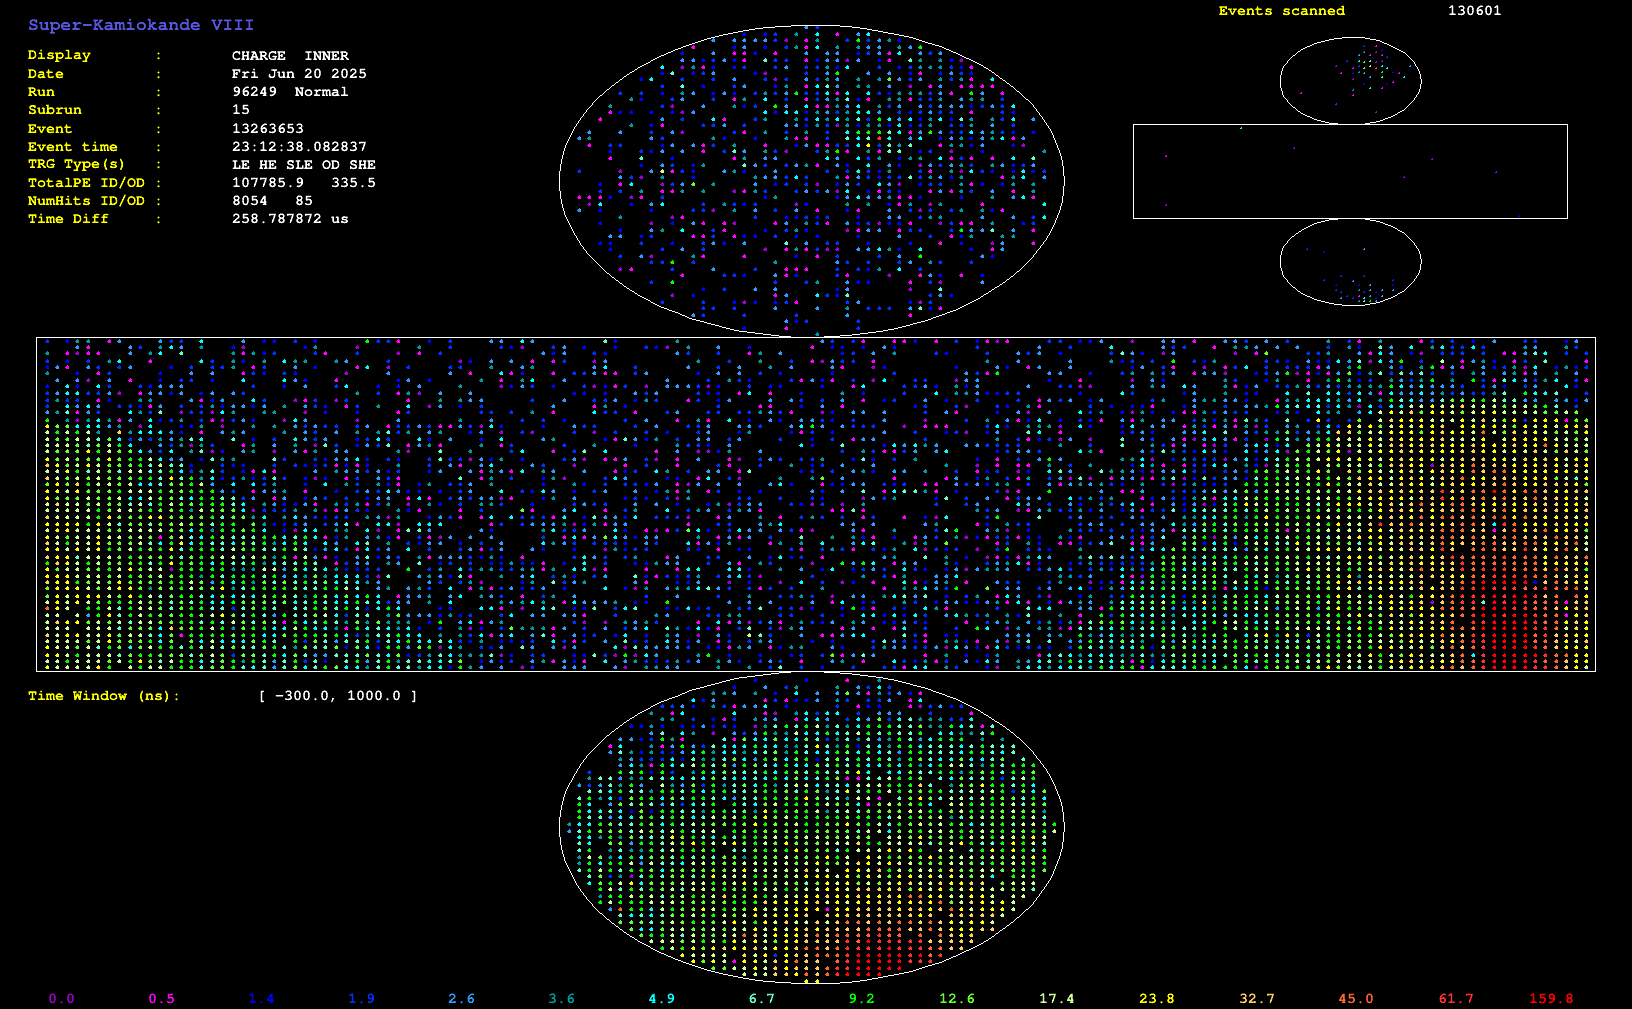 Super-Kamiokande VIII
Events scanned 130601
Display : CHARGE INNER
Date : Fri Jun 20 2025
Run : 96249 Normal
Subrun : 15
Event : 13263653
Event time : 23:12:38.082837
TRG Type(s) : LE HE SLE OD SHE
TotalPE ID/OD : 107785.9 335.5
NumHits ID/OD : 8054 85
Time Diff : 258.787872 us
Time Window (ns): [ -300.0, 1000.0 ]
0.0 0.5 1.4 1.9 2.6 3.6 4.9 6.7 9.2 12.6 17.4 23.8 32.7 45.0 61.7 159.8